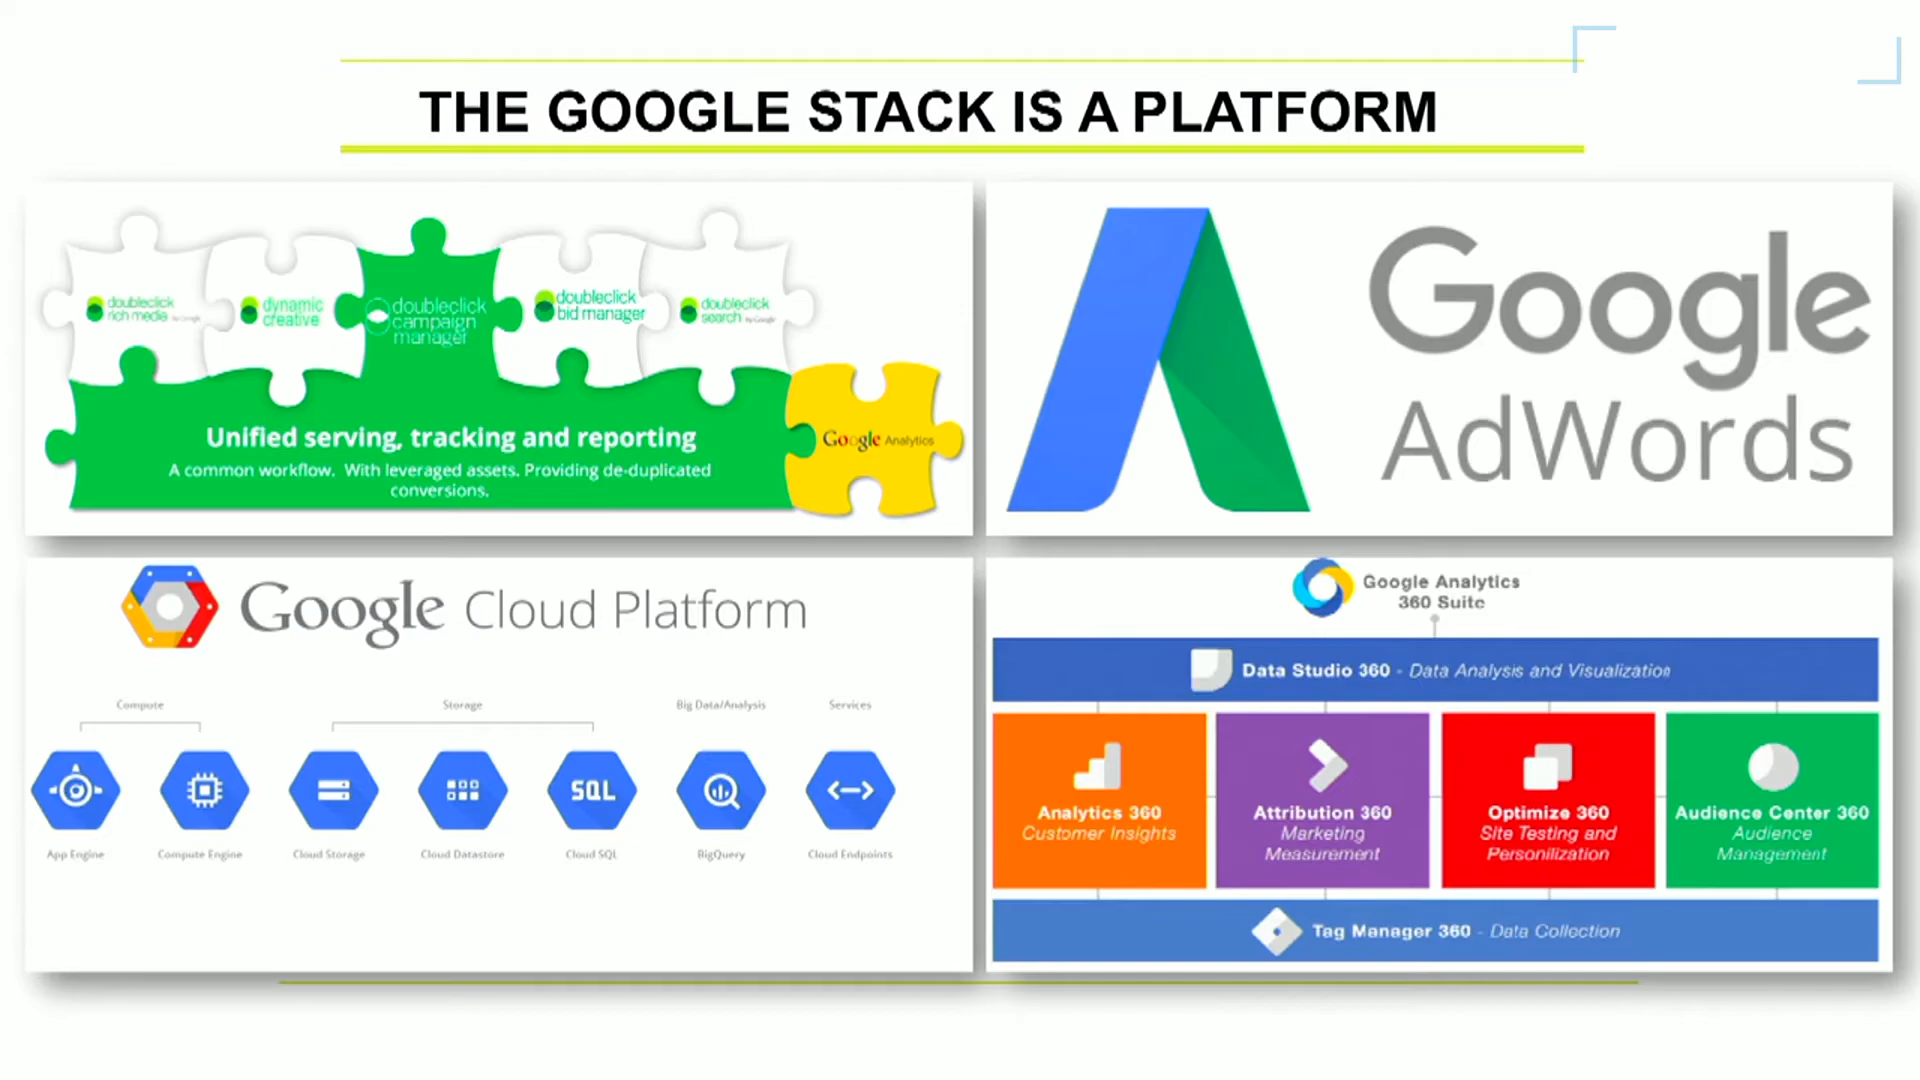 THE GOOGLE STACK IS A PLATFORM
doubleclick
rich media by Google
dynamic
creative
doubleclick
campaign
manager
doubleclick
bid manager
doubleclick
search by Google
Unified serving, tracking and reporting
A common workflow. With leveraged assets. Providing de-duplicated
conversions.
Google Analytics
Google
AdWords
Google Cloud Platform
Compute
Storage
Big Data/Analysis
Services
SQL
App Engine
Compute Engine
Cloud Storage
Cloud Datastore
Cloud SQL
BigQuery
Cloud Endpoints
Google Analytics
360 Suite
Data Studio 360 - Data Analysis and Visualization
Analytics 360
Customer Insights
Attribution 360
Marketing
Measurement
Optimize 360
Site Testing and
Personilization
Audience Center 360
Audience
Management
Tag Manager 360 - Data Collection